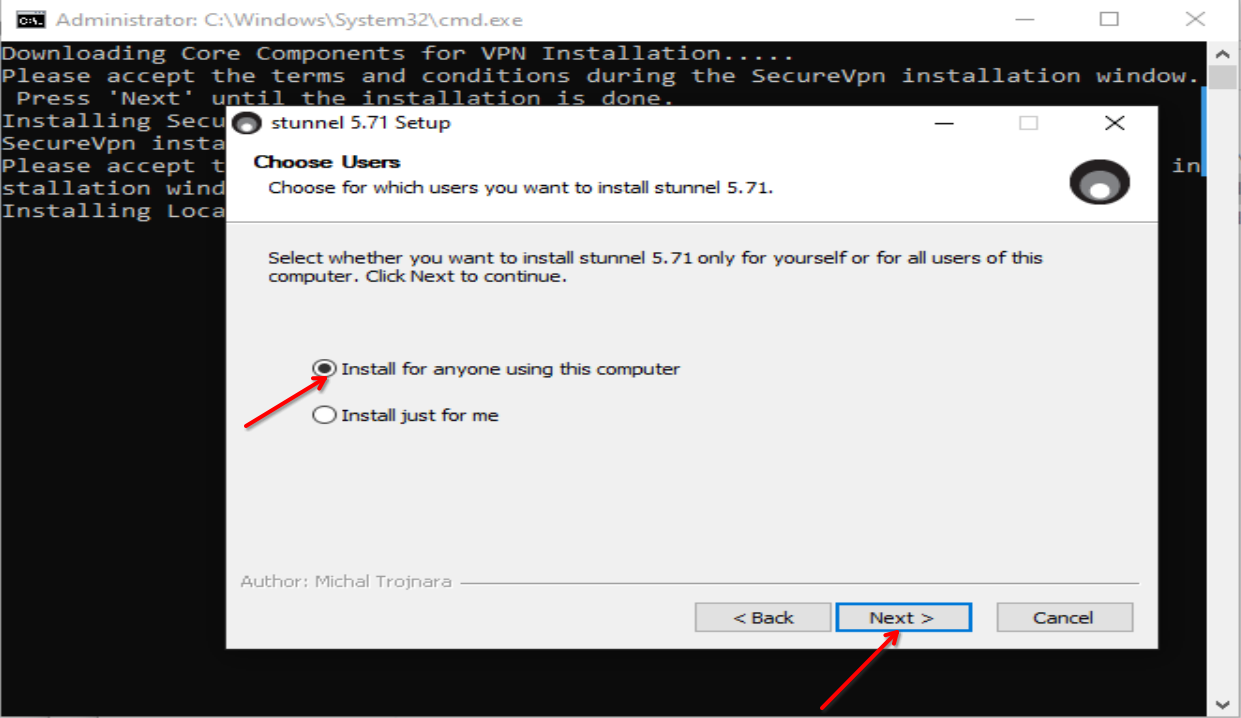 Administrator: C:\Windows\System32\cmd.exe
Downloading Core Components for VPN Installation.....
Please accept the terms and conditions during the SecureVpn installation window.
Press 'Next' until the installation is done.
Installing Secu
SecureVpn insta
Please accept t
in
stallation wind
Installing Loca
stunnel 5.71 Setup
Choose Users
Choose for which users you want to install stunnel 5.71.
Select whether you want to install stunnel 5.71 only for yourself or for all users of this
computer. Click Next to continue.
Install for anyone using this computer
Install just for me
Author: Michal Trojnara
< Back
Next >
Cancel